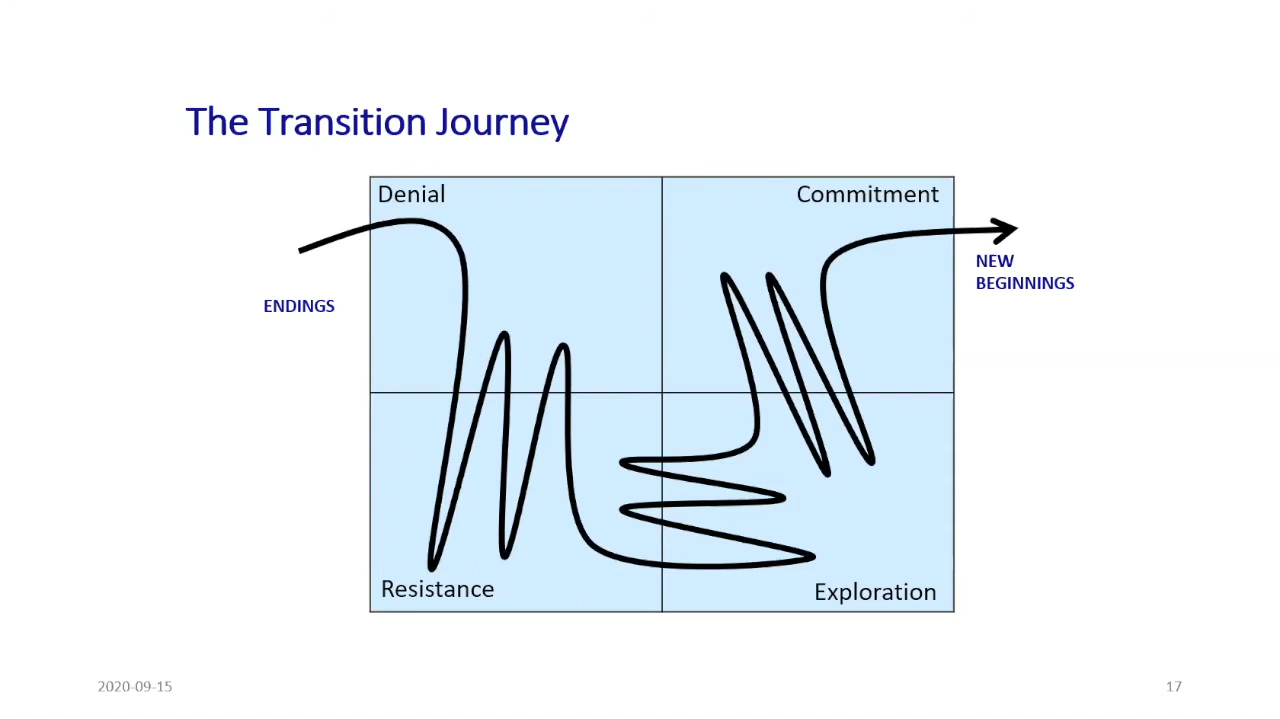 The Transition Journey
Denial
Commitment
ENDINGS
NEW
BEGINNINGS
Resistance
Exploration
2020-09-15
17